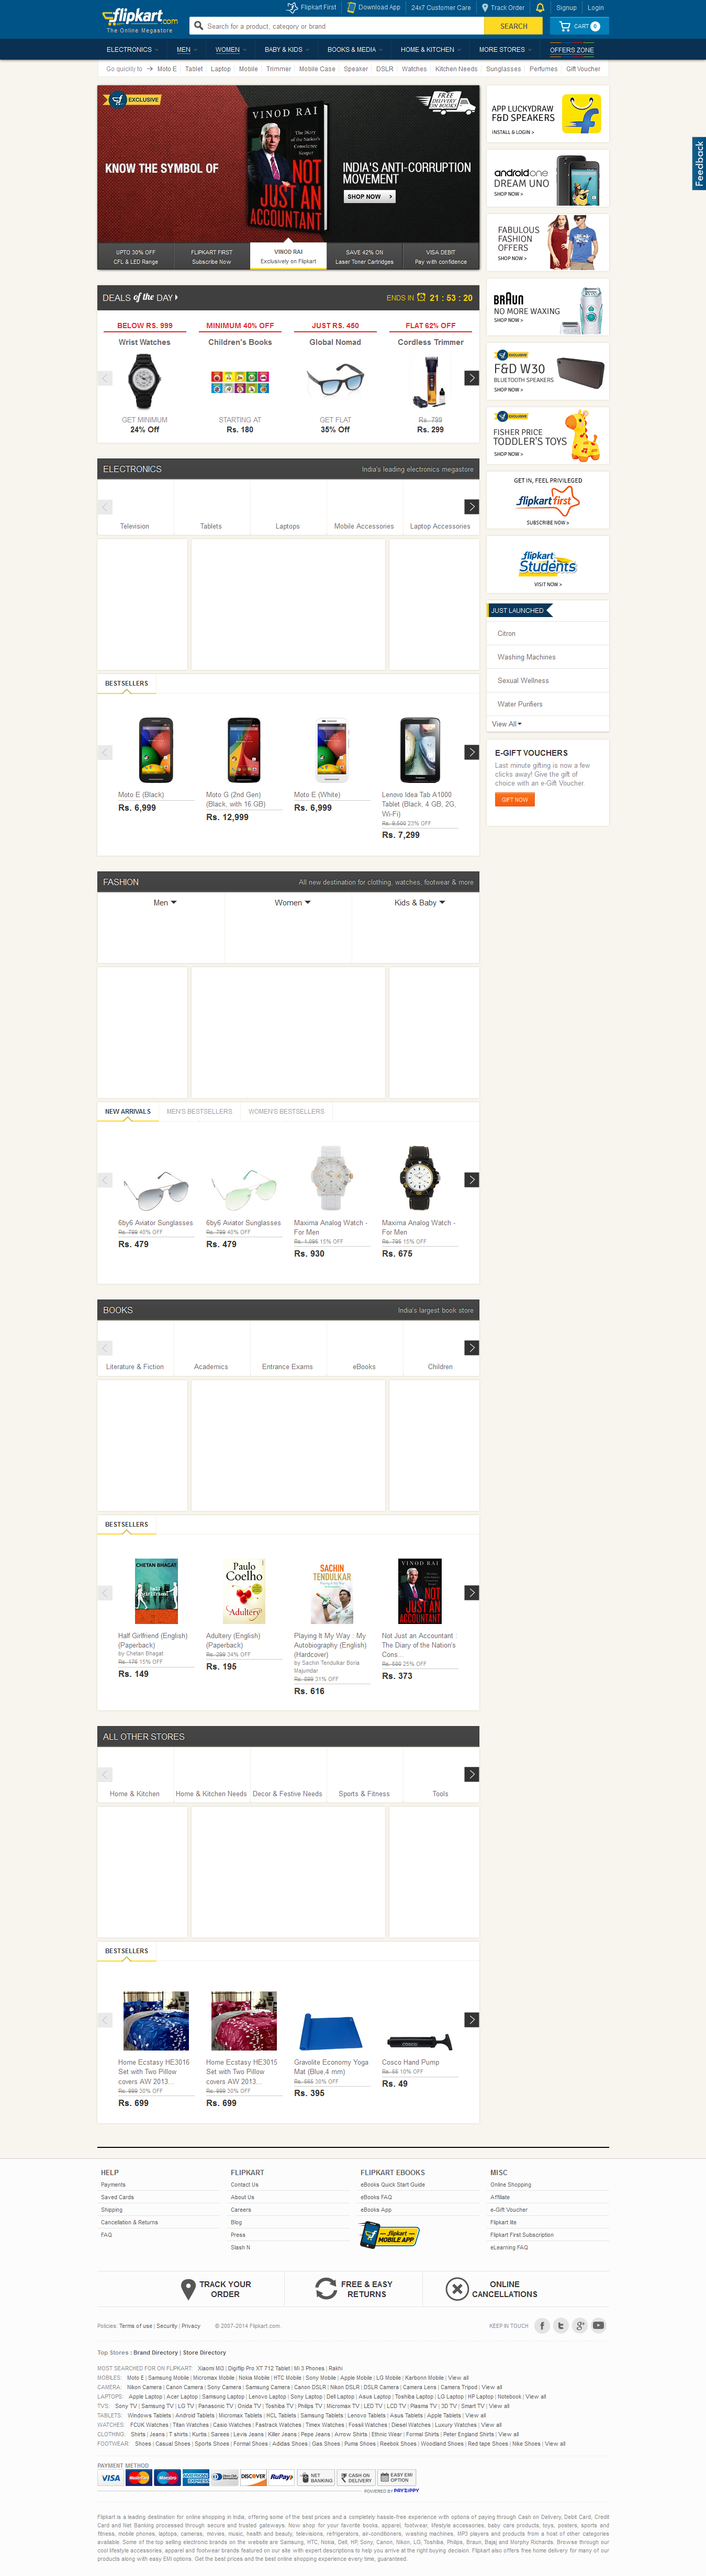 Flipkart First
Download App
24x7 Customer Care
Track Order
Signup
Login
flipkart.com
The Online Megastore
Search for a product, category or brand
SEARCH
CART 0
ELECTRONICS
MEN
WOMEN
BABY & KIDS
BOOKS & MEDIA
HOME & KITCHEN
MORE STORES
OFFERS ZONE
Go quickly to → Moto E Tablet Laptop Mobile Trimmer Mobile Case Speaker DSLR Watches Kitchen Needs Sunglasses Perfumes Gift Voucher
Feedback
EXCLUSIVE
KNOW THE SYMBOL OF
VINOD RAI
The Diary of the Nation's Conscience Keeper
NOT JUST AN ACCOUNTANT
FREE DELIVERY IN BOOKS
INDIA'S ANTI-CORRUPTION
MOVEMENT
SHOP NOW >
UPTO 30% OFF
CFL & LED Range
FLIPKART FIRST
Subscribe Now
VINOD RAI
Exclusively on Flipkart
SAVE 42% ON
Laser Toner Cartridges
VISA DEBIT
Pay with confidence
APP LUCKYDRAW
F&D SPEAKERS
INSTALL & LOGIN >
androidone
DREAM UNO
SHOP NOW >
FABULOUS
FASHION
OFFERS
SHOP NOW >
BRAUN
NO MORE WAXING
SHOP NOW >
EXCLUSIVE
F&D W30
BLUETOOTH SPEAKERS
SHOP NOW >
EXCLUSIVE
FISHER PRICE
TODDLER'S TOYS
SHOP NOW >
GET IN, FEEL PRIVILEGED
flipkart first
SUBSCRIBE NOW >
flipkart
Students
VISIT NOW >
JUST LAUNCHED
Citron
Washing Machines
Sexual Wellness
Water Purifiers
View All
E-GIFT VOUCHERS
Last minute gifting is now a few
clicks away! Give the gift of
choice with an e-Gift Voucher.
GIFT NOW
DEALS of the DAY
ENDS IN 21 : 53 : 20
BELOW RS. 999
Wrist Watches
GET MINIMUM
24% Off
MINIMUM 40% OFF
Children's Books
STARTING AT
Rs. 180
JUST RS. 450
Global Nomad
GET FLAT
35% Off
FLAT 62% OFF
Cordless Trimmer
Rs. 799
Rs. 299
ELECTRONICS
India's leading electronics megastore
Television
Tablets
Laptops
Mobile Accessories
Laptop Accessories
BESTSELLERS
Moto E (Black)
Rs. 6,999
Moto G (2nd Gen)
(Black, with 16 GB)
Rs. 12,999
Moto E (White)
Rs. 6,999
Lenovo Idea Tab A1000
Tablet (Black, 4 GB, 2G,
Wi-Fi)
Rs. 9,500 23% OFF
Rs. 7,299
FASHION
All new destination for clothing, watches, footwear & more
Men
Women
Kids & Baby
NEW ARRIVALS
MEN'S BESTSELLERS
WOMEN'S BESTSELLERS
6by6 Aviator Sunglasses
Rs. 799 40% OFF
Rs. 479
6by6 Aviator Sunglasses
Rs. 799 40% OFF
Rs. 479
Maxima Analog Watch -
For Men
Rs. 1,095 15% OFF
Rs. 930
Maxima Analog Watch -
For Men
Rs. 795 15% OFF
Rs. 675
BOOKS
India's largest book store
Literature & Fiction
Academics
Entrance Exams
eBooks
Children
BESTSELLERS
CHETAN BHAGAT
Half Girlfriend (English)
(Paperback)
by Chetan Bhagat
Rs. 176 15% OFF
Rs. 149
Paulo
Coelho
Adultery
Adultery (English)
(Paperback)
Rs. 299 34% OFF
Rs. 195
SACHIN
TENDULKAR
Playing It My Way : My
Autobiography (English)
(Hardcover)
by Sachin Tendulkar Boria
Majumdar
Rs. 899 31% OFF
Rs. 616
VINOD RAI
NOT
JUST AN
ACCOUNTANT
Not Just an Accountant :
The Diary of the Nation's
Cons...
Rs. 500 25% OFF
Rs. 373
ALL OTHER STORES
Home & Kitchen
Home & Kitchen Needs
Decor & Festive Needs
Sports & Fitness
Tools
BESTSELLERS
Home Ecstasy HE3016
Set with Two Pillow
covers AW 2013...
Rs. 999 30% OFF
Rs. 699
Home Ecstasy HE3015
Set with Two Pillow
covers AW 2013...
Rs. 999 30% OFF
Rs. 699
Gravolite Economy Yoga
Mat (Blue,4 mm)
Rs. 565 30% OFF
Rs. 395
Cosco Hand Pump
Rs. 55 10% OFF
Rs. 49
HELP
Payments
Saved Cards
Shipping
Cancellation & Returns
FAQ
FLIPKART
Contact Us
About Us
Careers
Blog
Press
Slash N
FLIPKART EBOOKS
eBooks Quick Start Guide
eBooks FAQ
eBooks App
flipkart
MOBILE APP
MISC
Online Shopping
Affiliate
e-Gift Voucher
Flipkart lite
Flipkart First Subscription
eLearning FAQ
TRACK YOUR
ORDER
FREE & EASY
RETURNS
ONLINE
CANCELLATIONS
Policies: Terms of use | Security | Privacy © 2007-2014 Flipkart.com.
KEEP IN TOUCH
Top Stores : Brand Directory | Store Directory
MOST SEARCHED FOR ON FLIPKART: Xiaomi Mi3 | Digiflip Pro XT 712 Tablet | Mi 3 Phones | Rakhi
MOBILES: Moto E | Samsung Mobile | Micromax Mobile | Nokia Mobile | HTC Mobile | Sony Mobile | Apple Mobile | LG Mobile | Karbonn Mobile | View all
CAMERA: Nikon Camera | Canon Camera | Sony Camera | Samsung Camera | Canon DSLR | Nikon DSLR | DSLR Camera | Camera Lens | Camera Tripod | View all
LAPTOPS: Apple Laptop | Acer Laptop | Samsung Laptop | Lenovo Laptop | Sony Laptop | Dell Laptop | Asus Laptop | Toshiba Laptop | LG Laptop | HP Laptop | Notebook | View all
TVS: Sony TV | Samsung TV | LG TV | Panasonic TV | Onida TV | Toshiba TV | Philips TV | Micromax TV | LED TV | LCD TV | Plasma TV | 3D TV | Smart TV | View all
TABLETS: Windows Tablets | Android Tablets | Micromax Tablets | HCL Tablets | Samsung Tablets | Lenovo Tablets | Asus Tablets | Apple Tablets | View all
WATCHES: FCUK Watches | Titan Watches | Casio Watches | Fastrack Watches | Timex Watches | Fossil Watches | Diesel Watches | Luxury Watches | View all
CLOTHING: Shirts | Jeans | T shirts | Kurtis | Sarees | Levis Jeans | Killer Jeans | Pepe Jeans | Arrow Shirts | Ethnic Wear | Formal Shirts | Peter England Shirts | View all
FOOTWEAR: Shoes | Casual Shoes | Sports Shoes | Formal Shoes | Adidas Shoes | Gas Shoes | Puma Shoes | Reebok Shoes | Woodland Shoes | Red tape Shoes | Nike Shoes | View all
PAYMENT METHOD
VISA MasterCard Maestro AMERICAN EXPRESS Diners Club DISCOVER RuPay NET BANKING CASH ON DELIVERY EASY EMI OPTION
POWERED BY PAYZIPPY
Flipkart is a leading destination for online shopping in India, offering some of the best prices and a completely hassle-free experience with options of paying through Cash on Delivery, Debit Card, Credit
Card and Net Banking processed through secure and trusted gateways. Now shop for your favorite books, apparel, footwear, lifestyle accessories, baby care products, toys, posters, sports and
fitness, mobile phones, laptops, cameras, movies, music, health and beauty, televisions, refrigerators, air-conditioners, washing machines, MP3 players and products from a host of other categories
available. Some of the top selling electronic brands on the website are Samsung, HTC, Nokia, Dell, HP, Sony, Canon, Nikon, LG, Toshiba, Philips, Braun, Bajaj and Morphy Richards. Browse through our
cool lifestyle accessories, apparel and footwear brands featured on our site with expert descriptions to help you arrive at the right buying decision. Flipkart also offers free home delivery for many of our
products along with easy EMI options. Get the best prices and the best online shopping experience every time, guaranteed.